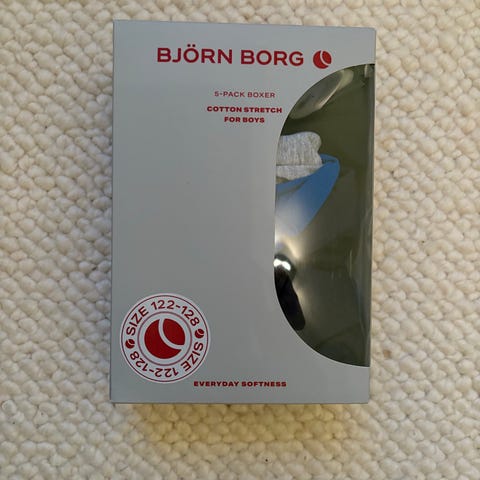 BJÖRN BORG
5-PACK BOXER
COTTON STRETCH
FOR BOYS
SIZE 122-128
SIZE 122-128
EVERYDAY SOFTNESS